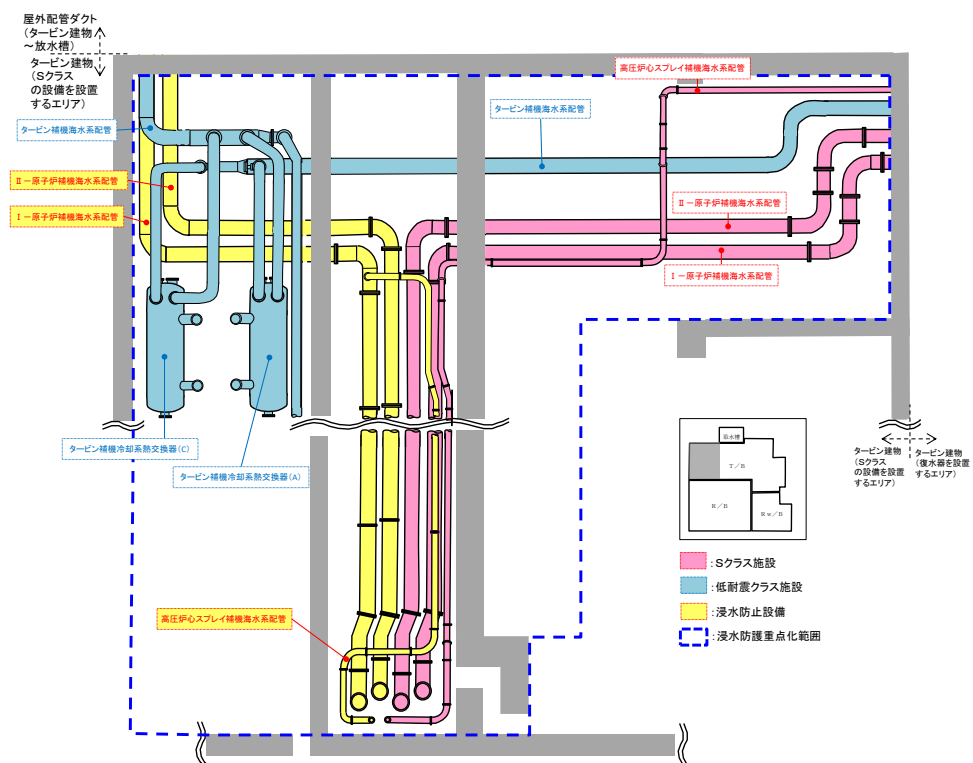 屋外配管ダクト
(タービン建物
～放水槽)
タービン建物
(Sクラス
の設備を設置
するエリア)
高圧炉心スプレイ補機海水系配管
タービン補機海水系配管
タービン補機海水系配管
Ⅱ－原子炉補機海水系配管
Ⅰ－原子炉補機海水系配管
Ⅱ－原子炉補機海水系配管
Ⅰ－原子炉補機海水系配管
タービン補機冷却系熱交換器(C)
タービン補機冷却系熱交換器(A)
タービン建物
(Sクラス
の設備を設置
するエリア)
タービン建物
(復水器を設置
するエリア)
取水槽
T／B
R／B
Rw／B
:Sクラス施設
:低耐震クラス施設
:浸水防止設備
:浸水防護重点化範囲
高圧炉心スプレイ補機海水系配管